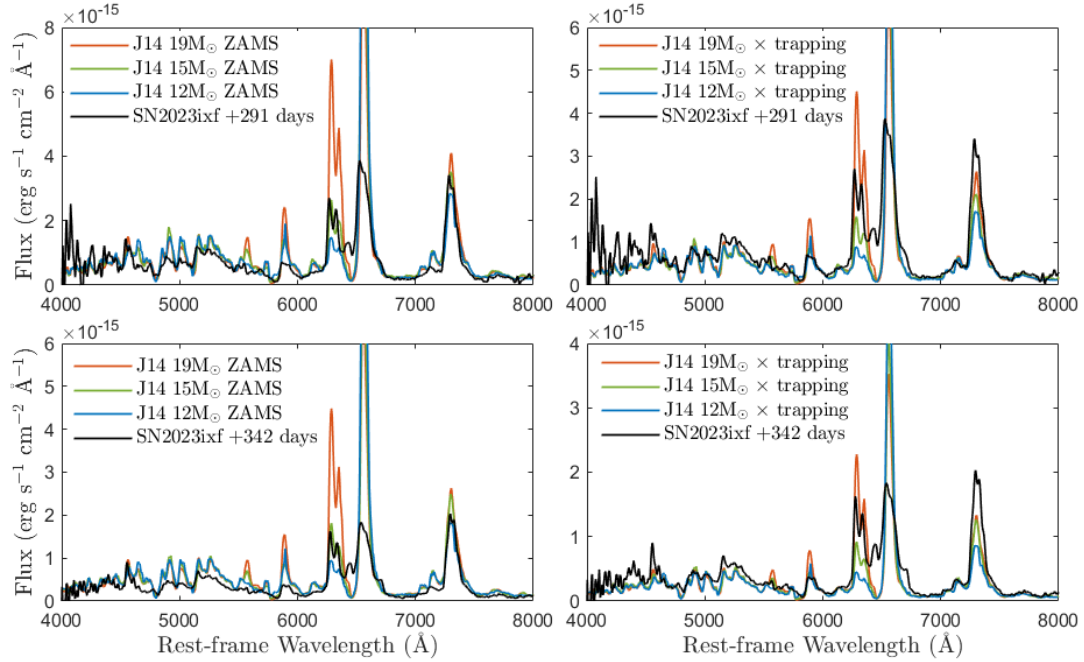 ×10⁻¹⁵ ×10⁻¹⁵
8 6
J14 19M⊙ ZAMS J14 19M⊙ × trapping
J14 15M⊙ ZAMS J14 15M⊙ × trapping
J14 12M⊙ ZAMS J14 12M⊙ × trapping
SN2023ixf +291 days SN2023ixf +291 days
6 5
4 4
2 3
0 2
1
0
Flux (erg s⁻¹ cm⁻² Å⁻¹)
4000 5000 6000 7000 8000 4000 5000 6000 7000 8000
×10⁻¹⁵ ×10⁻¹⁵
6 4
J14 19M⊙ ZAMS J14 19M⊙ × trapping
J14 15M⊙ ZAMS J14 15M⊙ × trapping
J14 12M⊙ ZAMS J14 12M⊙ × trapping
SN2023ixf +342 days SN2023ixf +342 days
5 3
4 2
3 1
2 0
1
0
Flux (erg s⁻¹ cm⁻² Å⁻¹)
4000 5000 6000 7000 8000 4000 5000 6000 7000 8000
Rest-frame Wavelength (Å) Rest-frame Wavelength (Å)